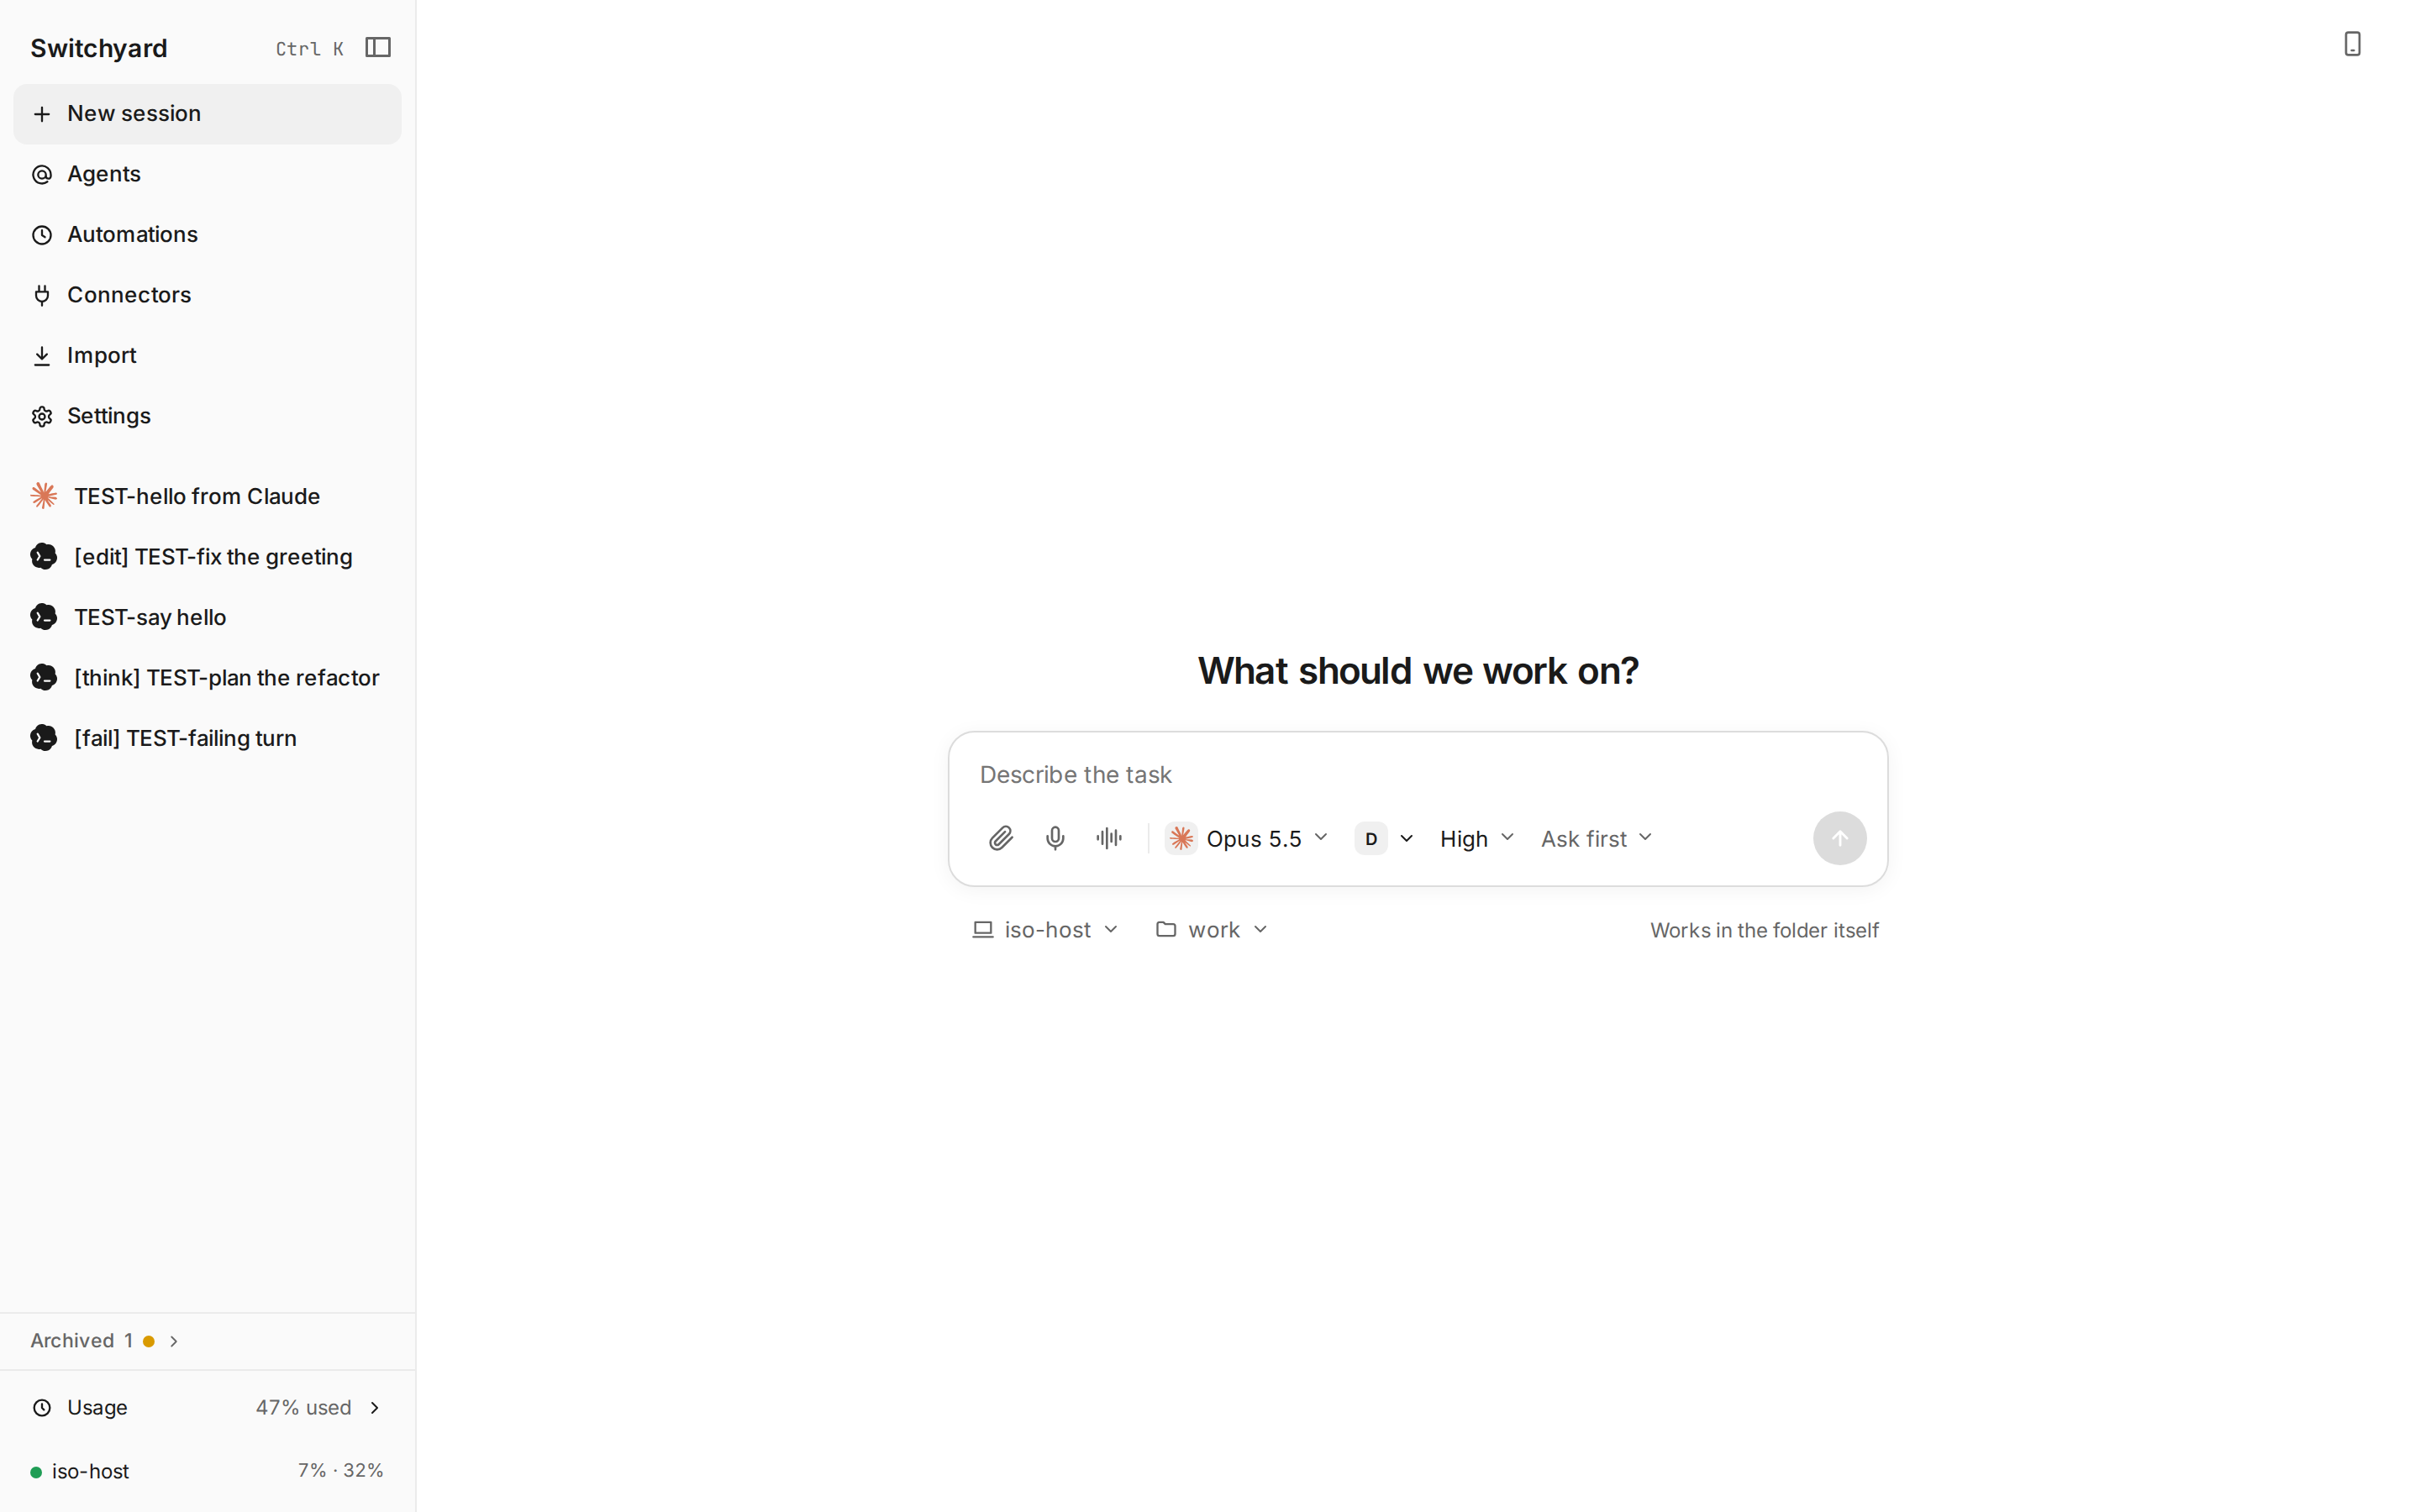 Switchyard Ctrl K
New session
Agents
Automations
Connectors
Import
Settings
TEST-hello from Claude
[edit] TEST-fix the greeting
TEST-say hello
[think] TEST-plan the refactor
[fail] TEST-failing turn
Archived 1
Usage 47% used
iso-host 7% · 32%
What should we work on?
Describe the task
Opus 5.5 D High Ask first
iso-host work Works in the folder itself